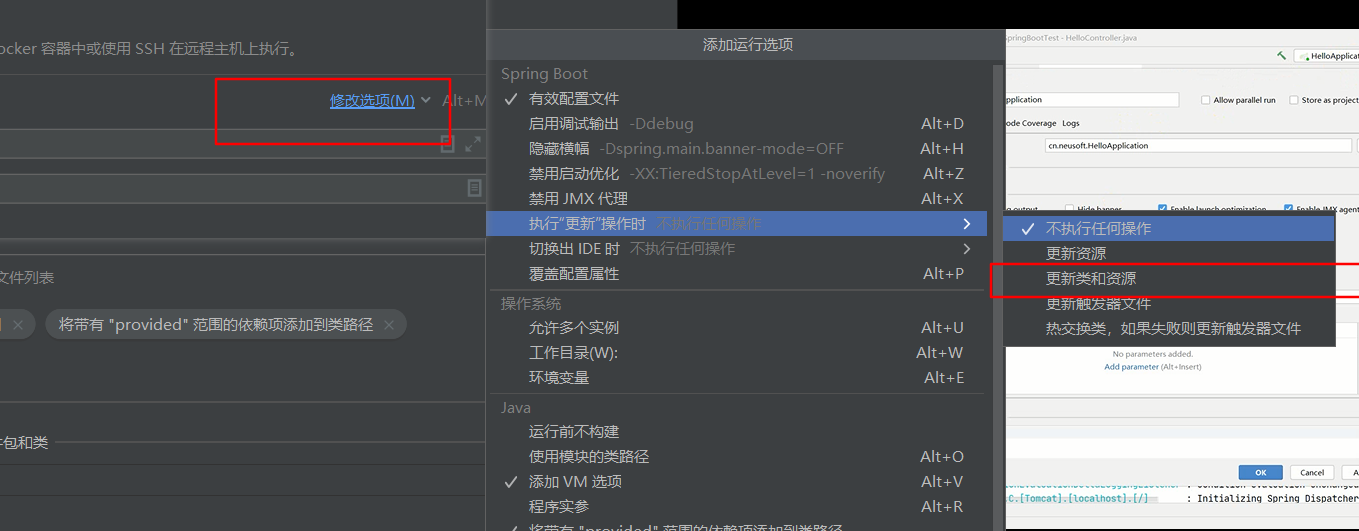 ocker 容器中或使用 SSH 在远程主机上执行。
修改选项(M) Alt+M
文件列表
将带有 "provided" 范围的依赖项添加到类路径
包和类
添加运行选项
Spring Boot
有效配置文件
启用调试输出 -Ddebug Alt+D
隐藏横幅 -Dspring.main.banner-mode=OFF Alt+H
禁用启动优化 -XX:TieredStopAtLevel=1 -noverify Alt+Z
禁用 JMX 代理 Alt+X
执行“更新”操作时 不执行任何操作
切换出 IDE 时 不执行任何操作
覆盖配置属性 Alt+P
操作系统
允许多个实例 Alt+U
工作目录(W): Alt+W
环境变量 Alt+E
Java
运行前不构建
使用模块的类路径 Alt+O
添加 VM 选项 Alt+V
程序实参 Alt+R
将带有 "provided" 范围的依赖项添加到类路径
不执行任何操作
更新资源
更新类和资源
更新触发器文件
热交换类，如果失败则更新触发器文件
SpringBootTest - HelloController.java
HelloApplicat
pplication
Allow parallel run Store as project
ode Coverage Logs
cn.neusoft.HelloApplication
output Hide banner Enable launch optimization Enable JMX agent
No parameters added.
Add parameter (Alt+Insert)
OK Cancel A
C.[Tomcat].[localhost].[/] : Initializing Spring Dispatcher